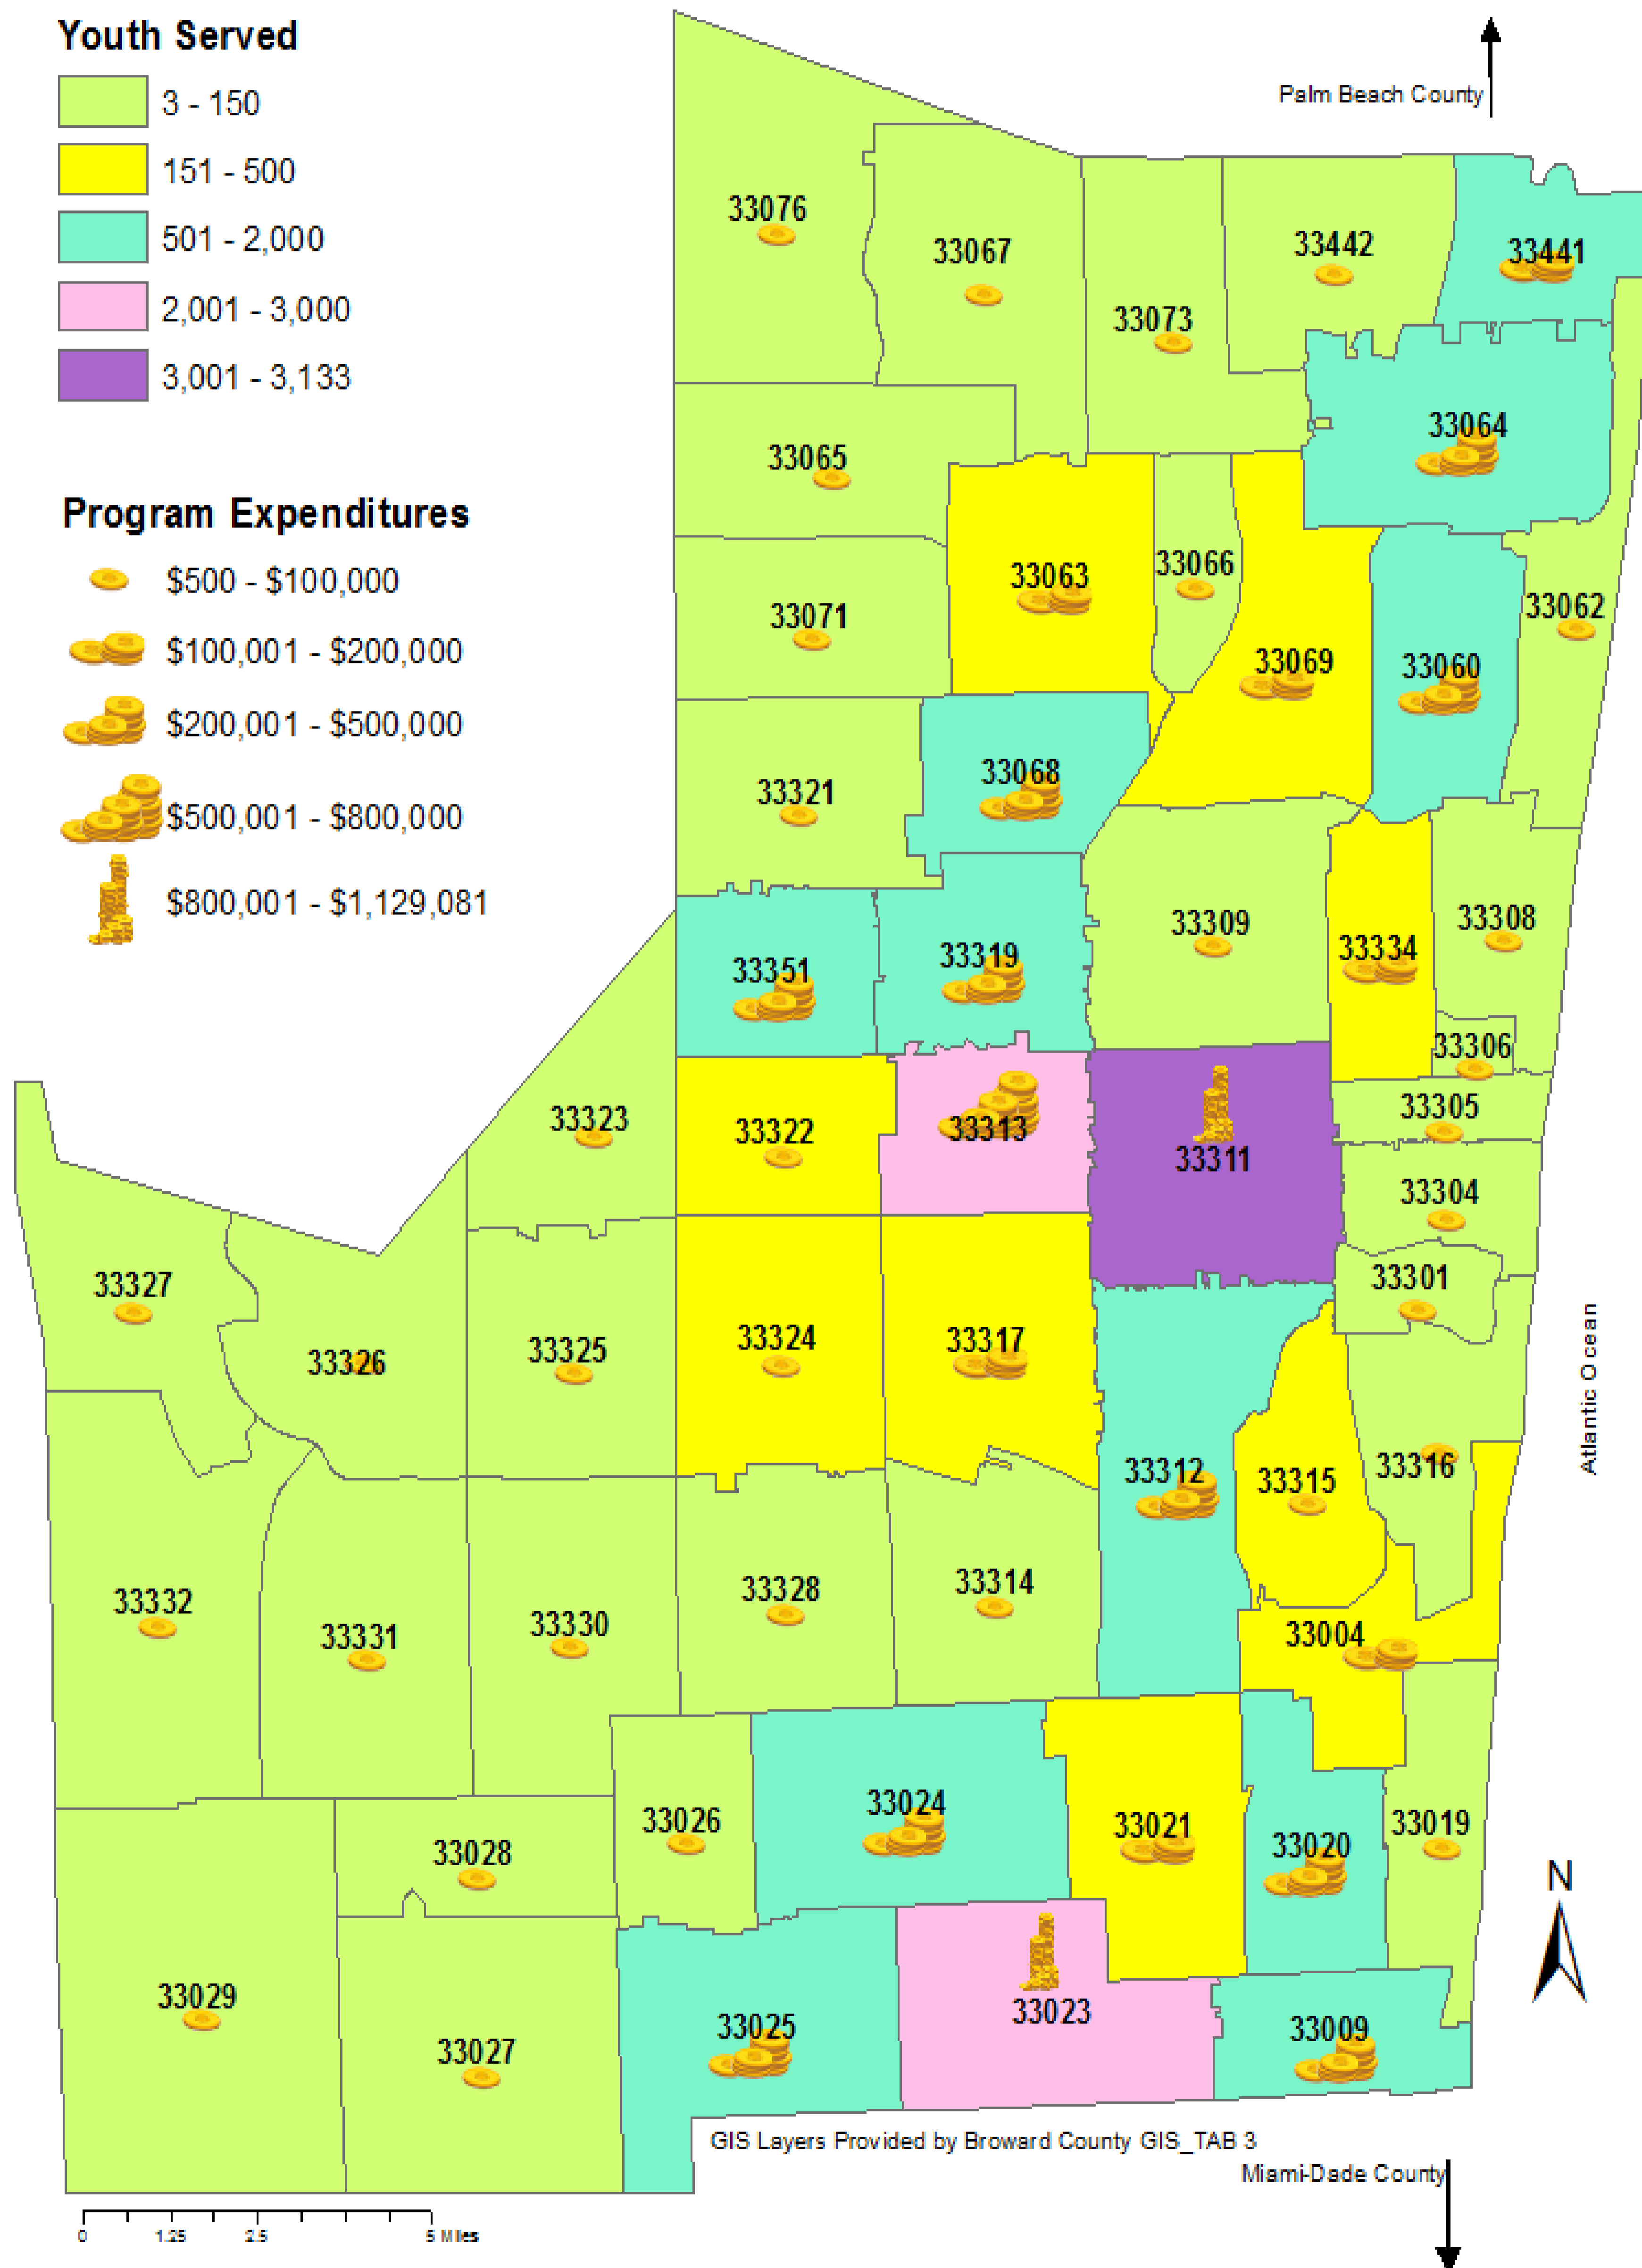 Youth Served
3 - 150
151 - 500
501 - 2,000
2,001 - 3,000
3,001 - 3,133
Program Expenditures
$500 - $100,000
$100,001 - $200,000
$200,001 - $500,000
$500,001 - $800,000
$800,001 - $1,129,081
Palm Beach County
33076
33067
33442
33441
33073
33064
33065
33063
33066
33062
33071
33069
33060
33068
33321
33309
33308
33334
33319
33351
33306
33305
33323
33322
33313
33311
33304
33301
33327
33326
33325
33324
33317
Atlantic Ocean
33312
33315
33316
33332
33331
33330
33328
33314
33004
33026
33024
33021
33020
33019
33028
N
33029
33027
33025
33023
33009
GIS Layers Provided by Broward County GIS_TAB 3
Miami-Dade County
0 1.25 2.5 5 Miles